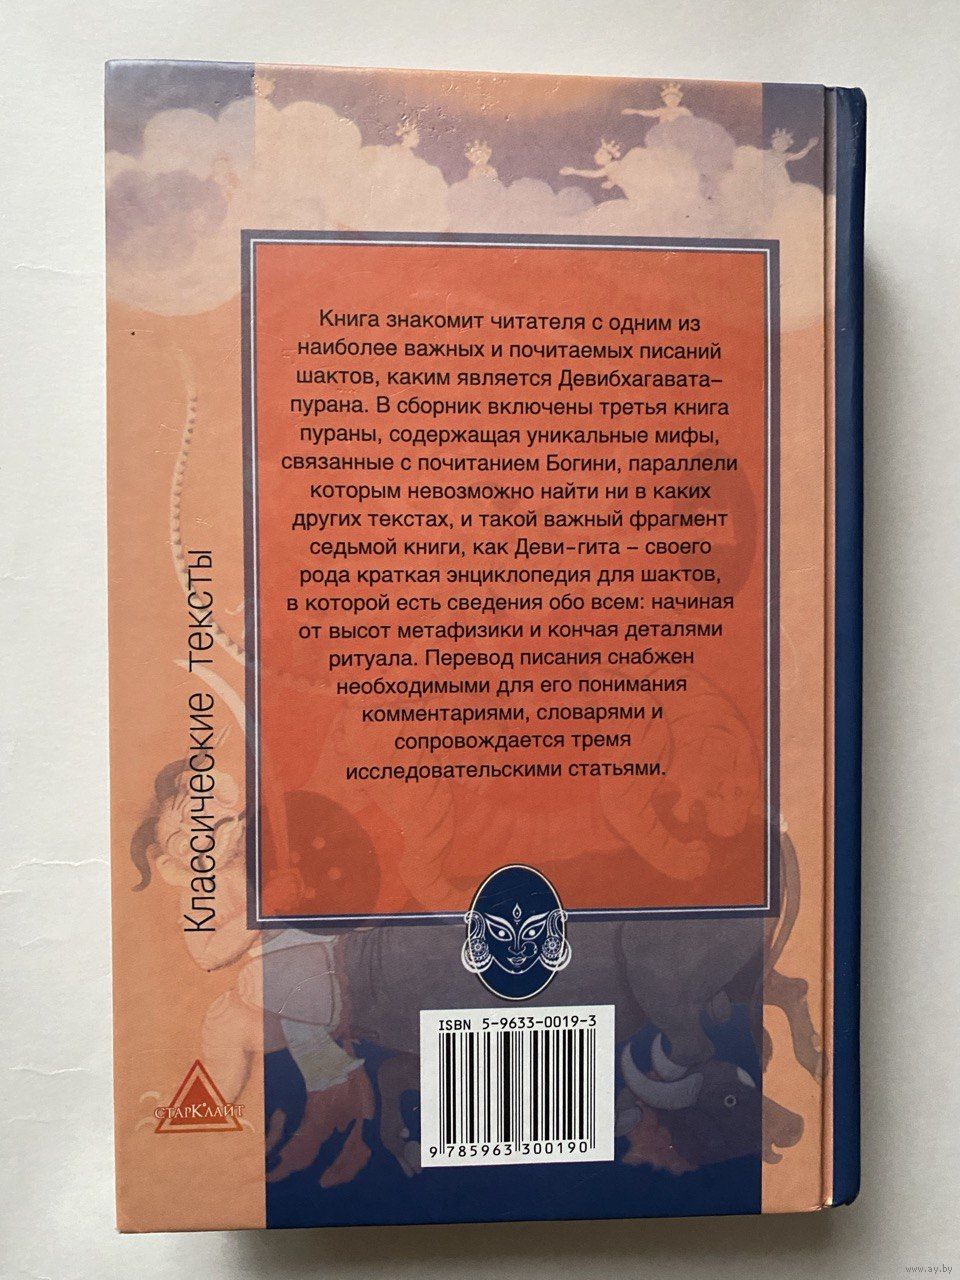 Книга знакомит читателя с одним из
наиболее важных и почитаемых писаний
шактов, каким является Девибхагавата–
пурана. В сборник включены третья книга
пураны, содержащая уникальные мифы,
связанные с почитанием Богини, параллели
которым невозможно найти ни в каких
других текстах, и такой важный фрагмент
седьмой книги, как Деви-гита – своего
рода краткая энциклопедия для шактов,
в которой есть сведения обо всем: начиная
от высот метафизики и кончая деталями
ритуала. Перевод писания снабжен
необходимыми для его понимания
комментариями, словарями и
сопровождается тремя
исследовательскими статьями.
Классические тексты
СТАРКЛАЙТ
ISBN 5-9633-0019-3
9 785963 300190
www.ay.by